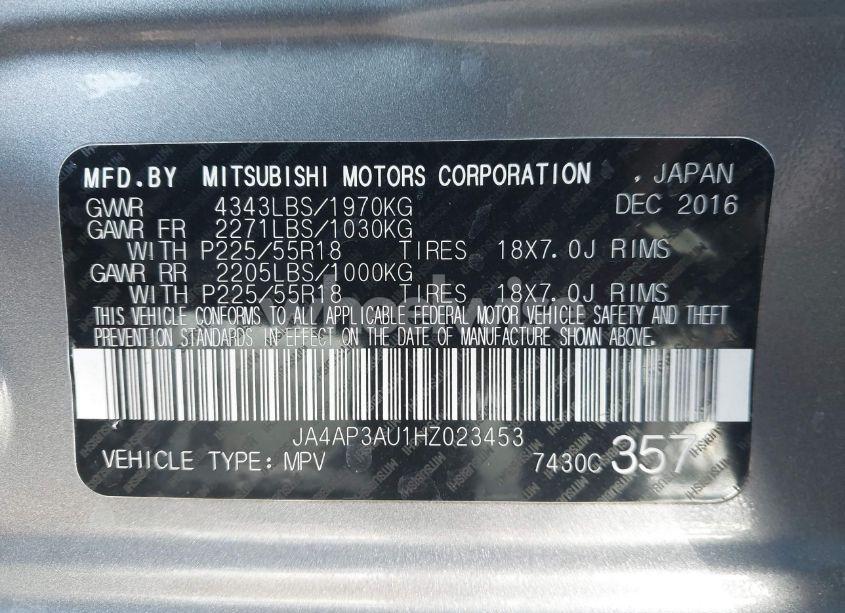 MFD.BY MITSUBISHI MOTORS CORPORATION , JAPAN
GVWR 4343LBS/1970KG DEC 2016
GAWR FR 2271LBS/1030KG
WITH P225/55R18 TIRES 18X7.0J RIMS
GAWR RR 2205LBS/1000KG
WITH P225/55R18 TIRES 18X7.0J RIMS
THIS VEHICLE CONFORMS TO ALL APPLICABLE FEDERAL MOTOR VEHICLE SAFETY AND THEFT
PREVENTION STANDARDS IN EFFECT ON THE DATE OF MANUFACTURE SHOWN ABOVE.
JA4AP3AU1HZ023453
VEHICLE TYPE: MPV 7430C 357